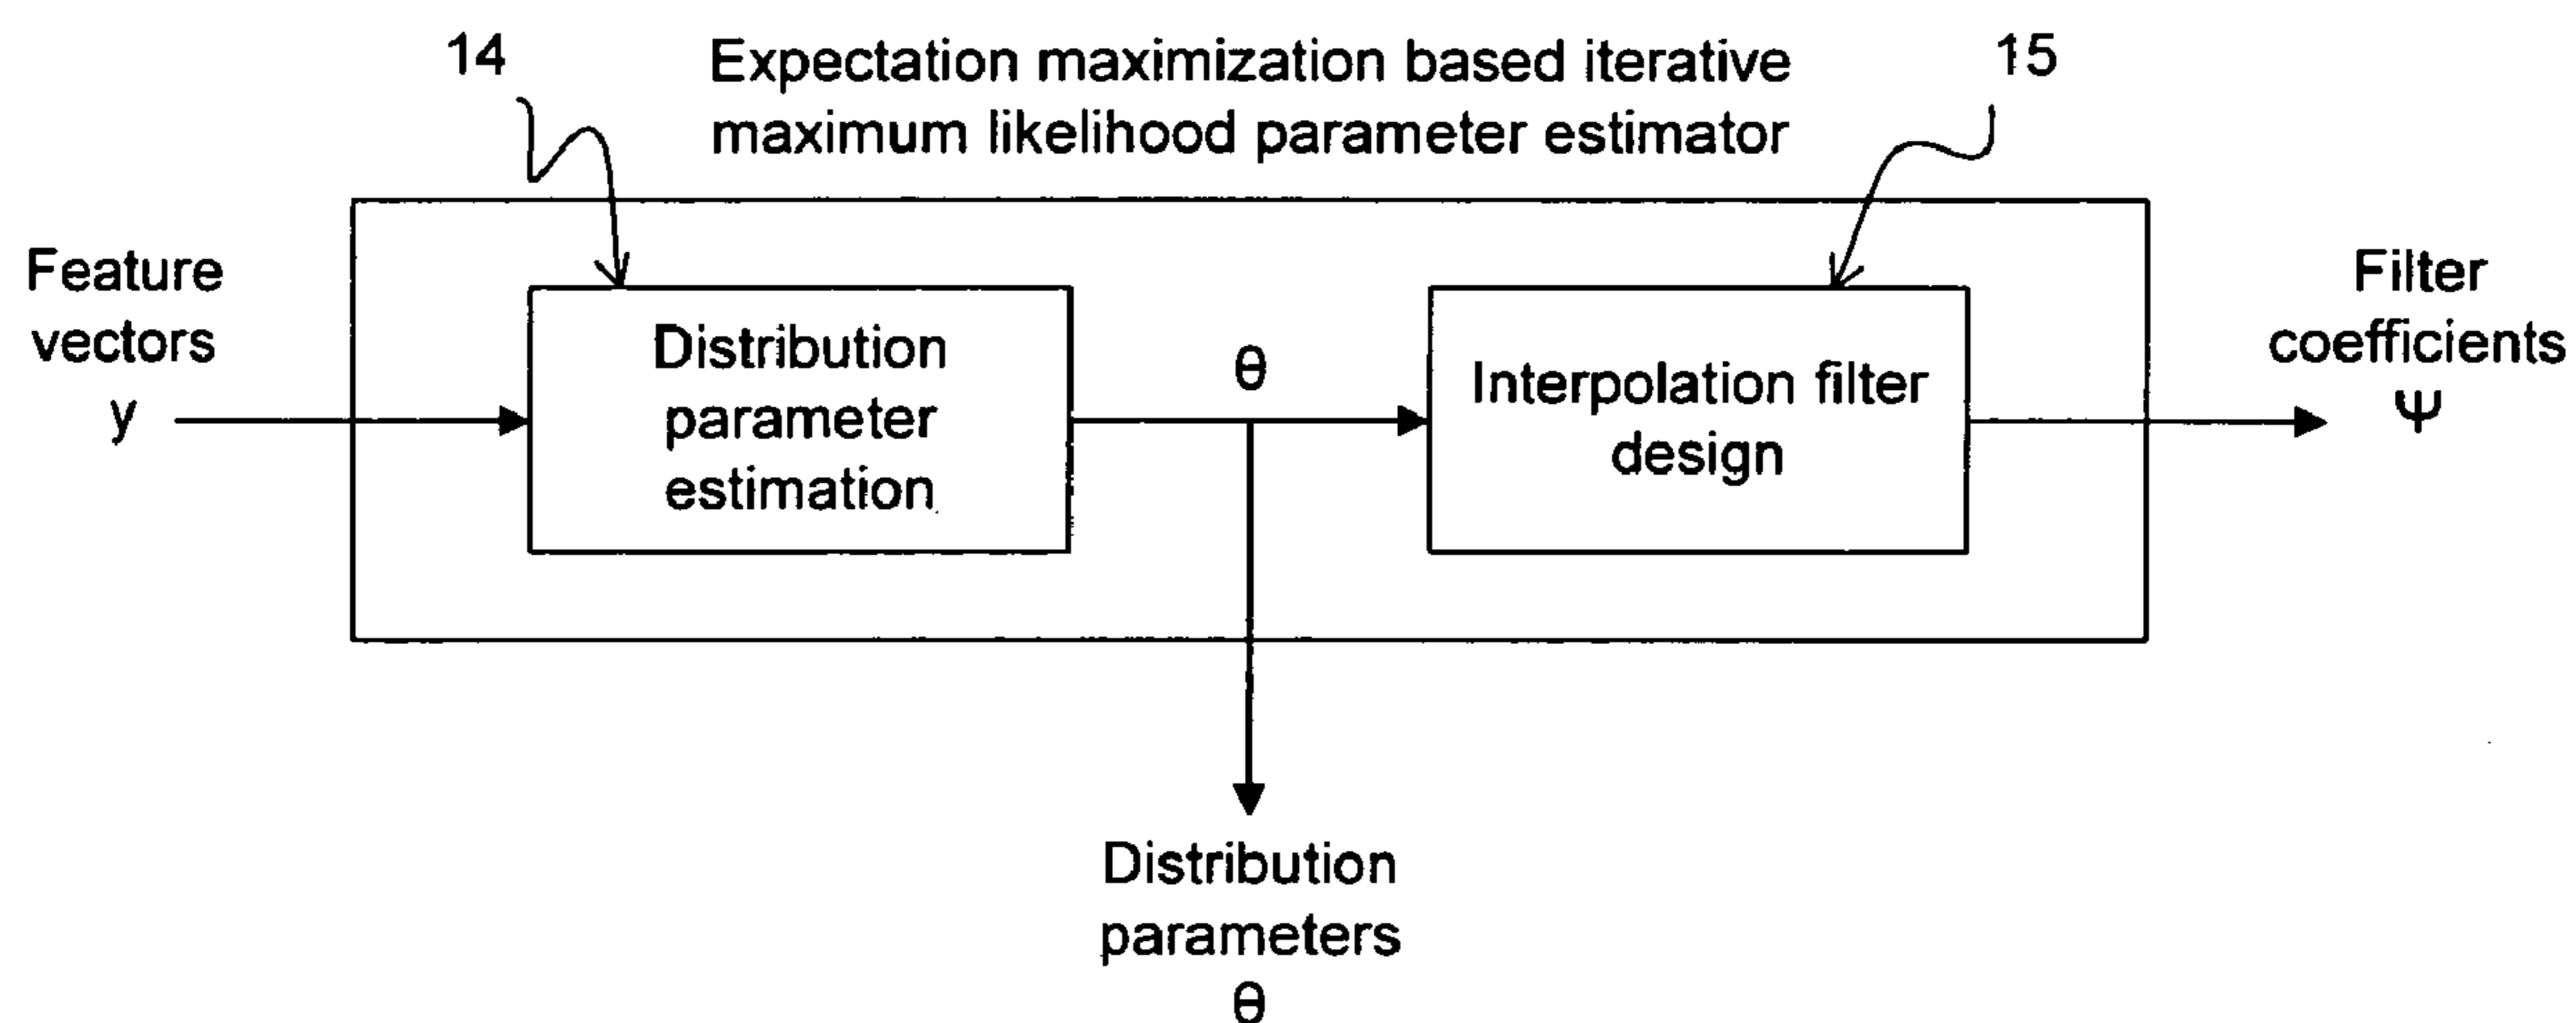 14
Expectation maximization based iterative
maximum likelihood parameter estimator
15
Feature
vectors
y
Distribution
parameter
estimation
θ
Interpolation filter
design
Filter
coefficients
Ψ
Distribution
parameters
θ